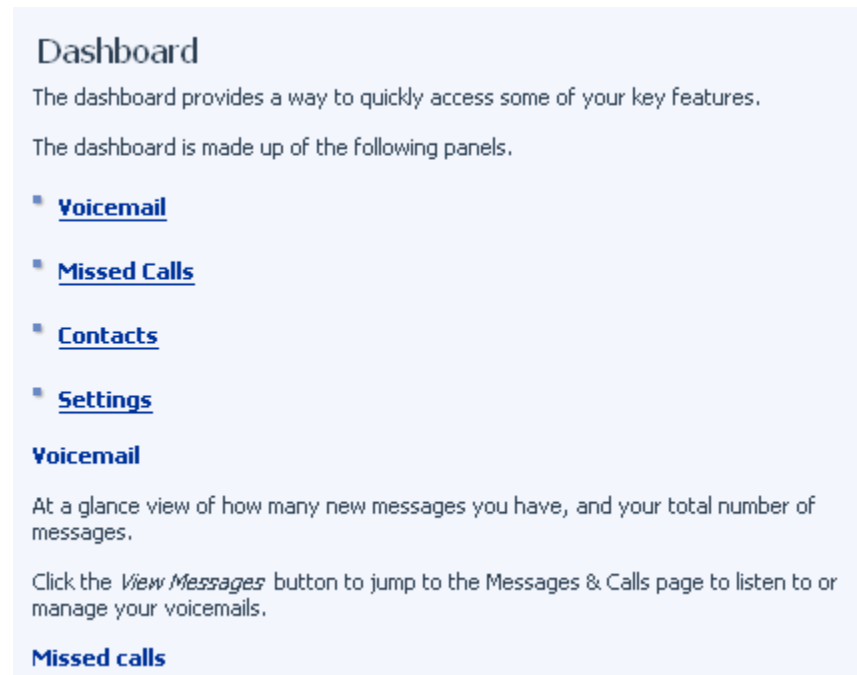 Dashboard
The dashboard provides a way to quickly access some of your key features.
The dashboard is made up of the following panels.
Voicemail
Missed Calls
Contacts
Settings
Voicemail
At a glance view of how many new messages you have, and your total number of
messages.
Click the View Messages button to jump to the Messages & Calls page to listen to or
manage your voicemails.
Missed calls